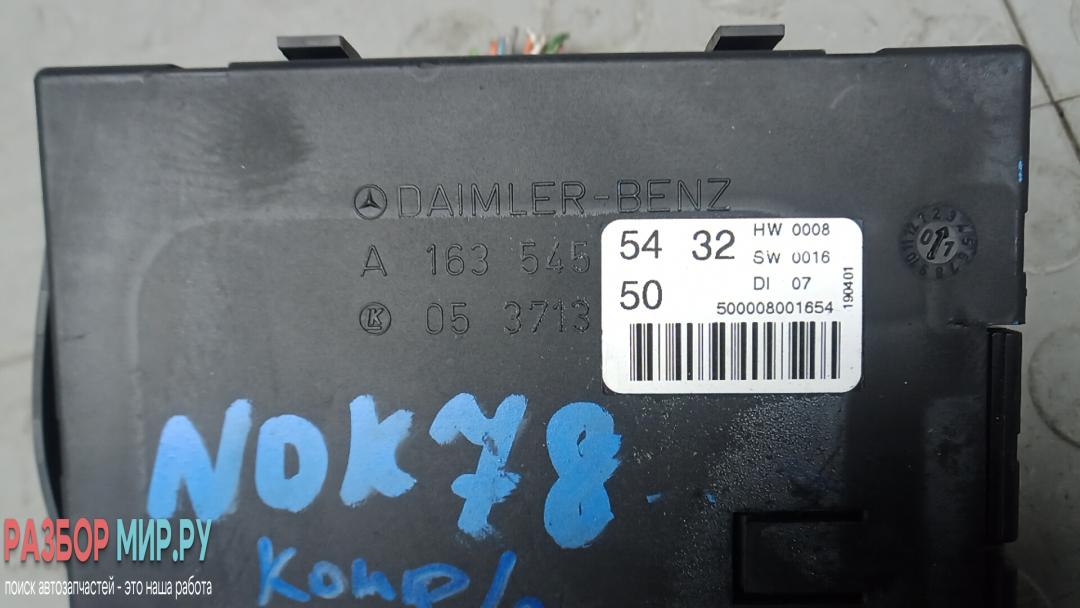 DAIMLER-BENZ
A 163 545 54 32
HW 0008
SW 0016
DI 07
K 05 3713 50
500008001654
190401
NOK78
РАЗБОР МИР.РУ
поиск автозапчастей - это наша работа